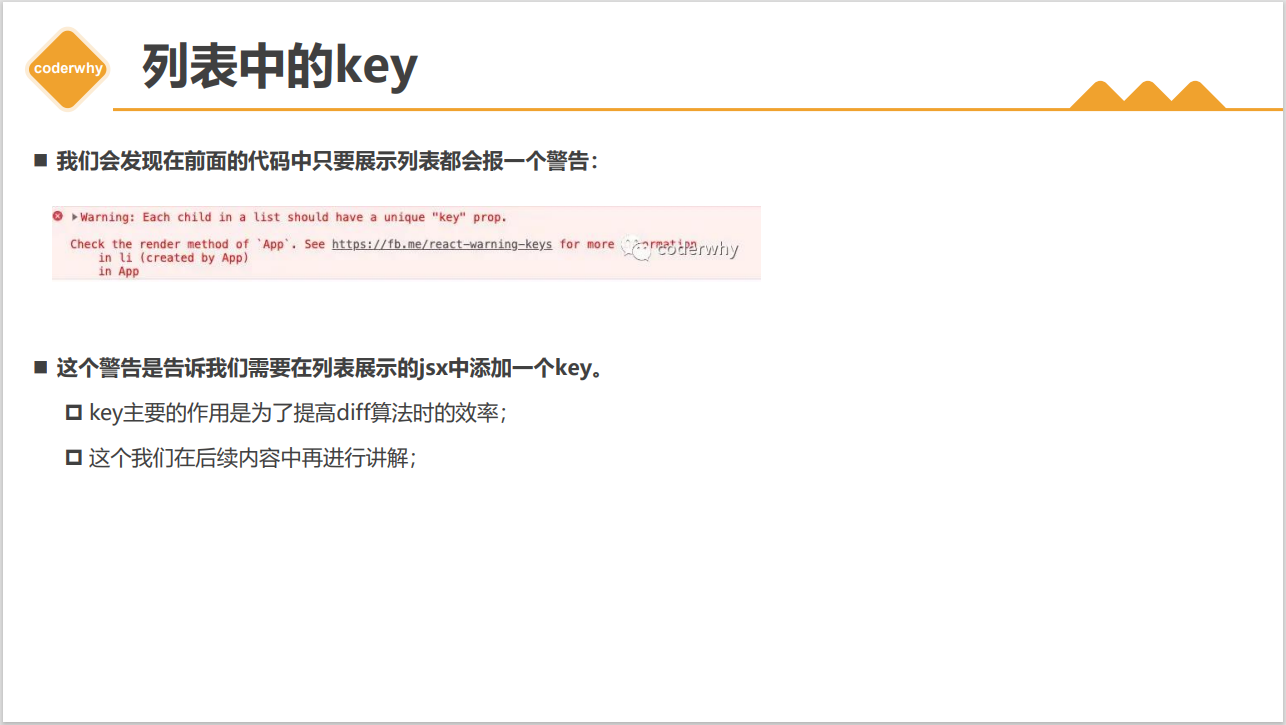 coderwhy
列表中的key
我们会发现在前面的代码中只要展示列表都会报一个警告：
Warning: Each child in a list should have a unique "key" prop.
Check the render method of `App`. See https://fb.me/react-warning-keys for more
coderwhy
in li (created by App)
in App
这个警告是告诉我们需要在列表展示的jsx中添加一个key。
key主要的作用是为了提高diff算法时的效率；
这个我们在后续内容中再进行讲解；